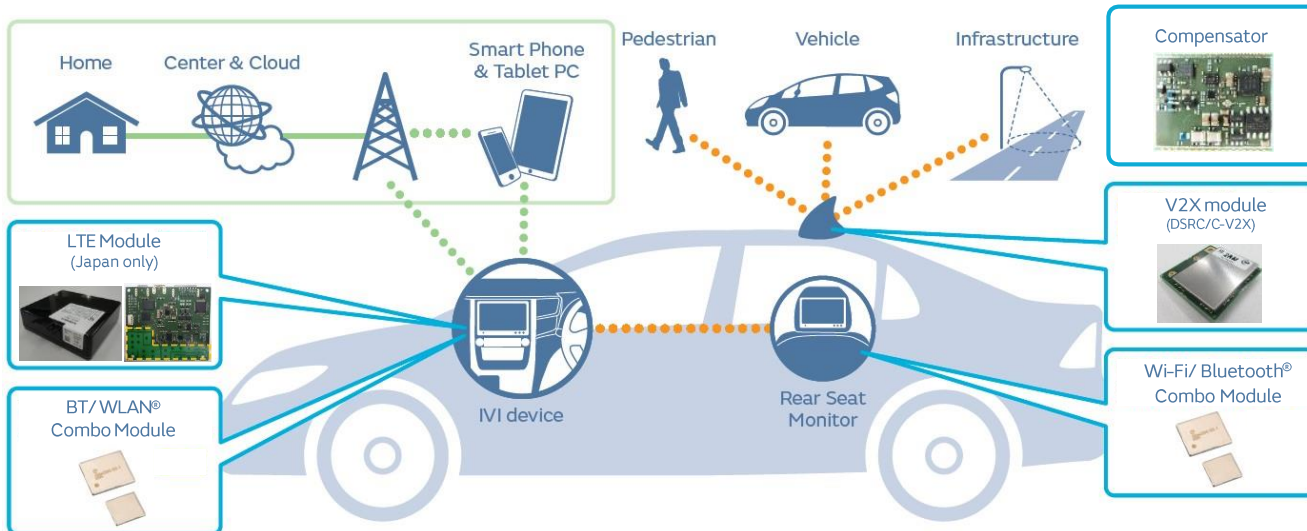 Home
Center & Cloud
Smart Phone
& Tablet PC
Pedestrian
Vehicle
Infrastructure
Compensator
LTE Module
(Japan only)
V2X module
(DSRC/C-V2X)
BT/ WLAN®
Combo Module
IVI device
Rear Seat
Monitor
Wi-Fi/ Bluetooth®
Combo Module